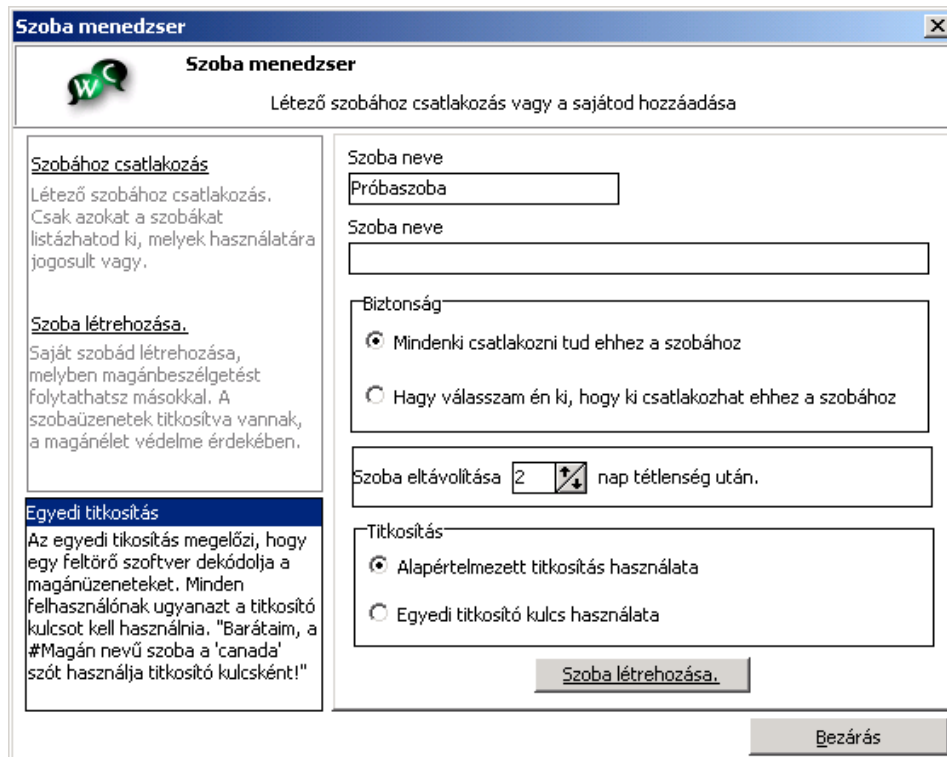 Szoba menedzser
Szoba menedzser
Létező szobához csatlakozás vagy a sajátod hozzáadása
WC
Szobához csatlakozás
Létező szobához csatlakozás.
Csak azokat a szobákat
listázhatod ki, melyek használatára
jogosult vagy.
Szoba létrehozása.
Saját szobád létrehozása,
melyben magánbeszélgetést
folytathatsz másokkal. A
szobaüzenetek titkosítva vannak,
a magánélet védelme érdekében.
Egyedi titkosítás
Az egyedi tikosítás megelőzi, hogy
egy feltörő szoftver dekódolja a
magánüzeneteket. Minden
felhasználónak ugyanazt a titkosító
kulcsot kell használnia. "Barátaim, a
#Magán nevű szoba a 'canada'
szót használja titkosító kulcsként!"
Szoba neve
Próbaszoba
Szoba neve
Biztonság
Mindenki csatlakozni tud ehhez a szobához
Hagy válasszam én ki, hogy ki csatlakozhat ehhez a szobához
Szoba eltávolítása 2 nap tétlenség után.
Titkosítás
Alapértelmezett titkosítás használata
Egyedi titkosító kulcs használata
Szoba létrehozása.
Bezárás